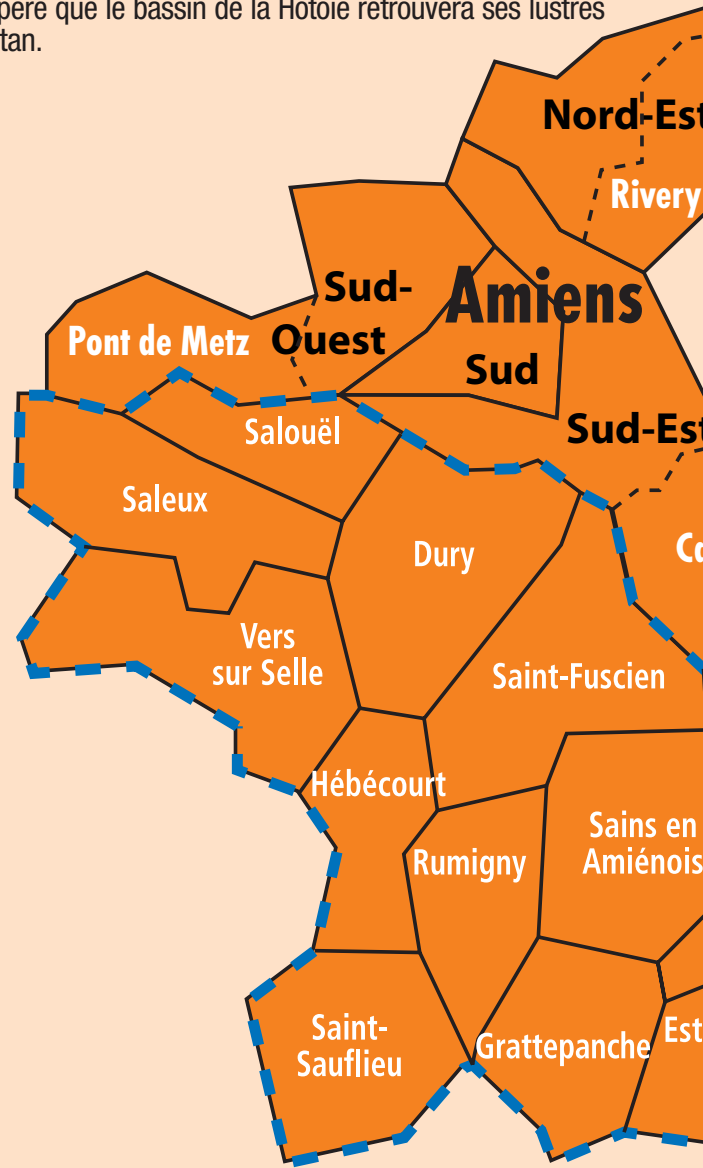 père que le bassin de la Hotoie retrouvera ses lustres
tan.
Nord-Est
Rivery
Sud-
Ouest
Amiens
Pont de Metz
Sud
Sud-Est
Salouël
Saleux
Dury
Ca
Vers
sur Selle
Saint-Fuscien
Hébécourt
Sains en
Amiénois
Rumigny
Saint-
Sauflieu
Grattepanche
Est